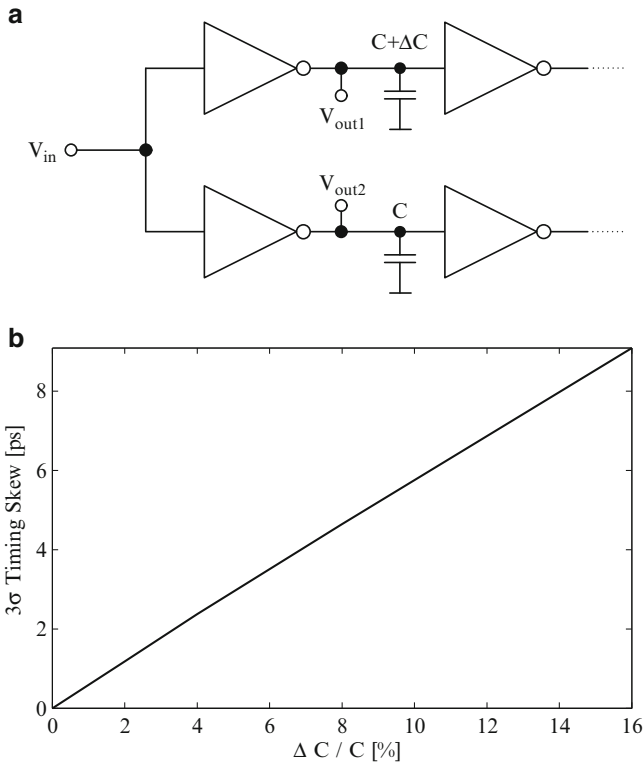 a
C+ΔC
V_out1
V_in
V_out2
C
b
3σ Timing Skew [ps]
8
6
4
2
0
0 2 4 6 8 10 12 14 16
Δ C / C [%]